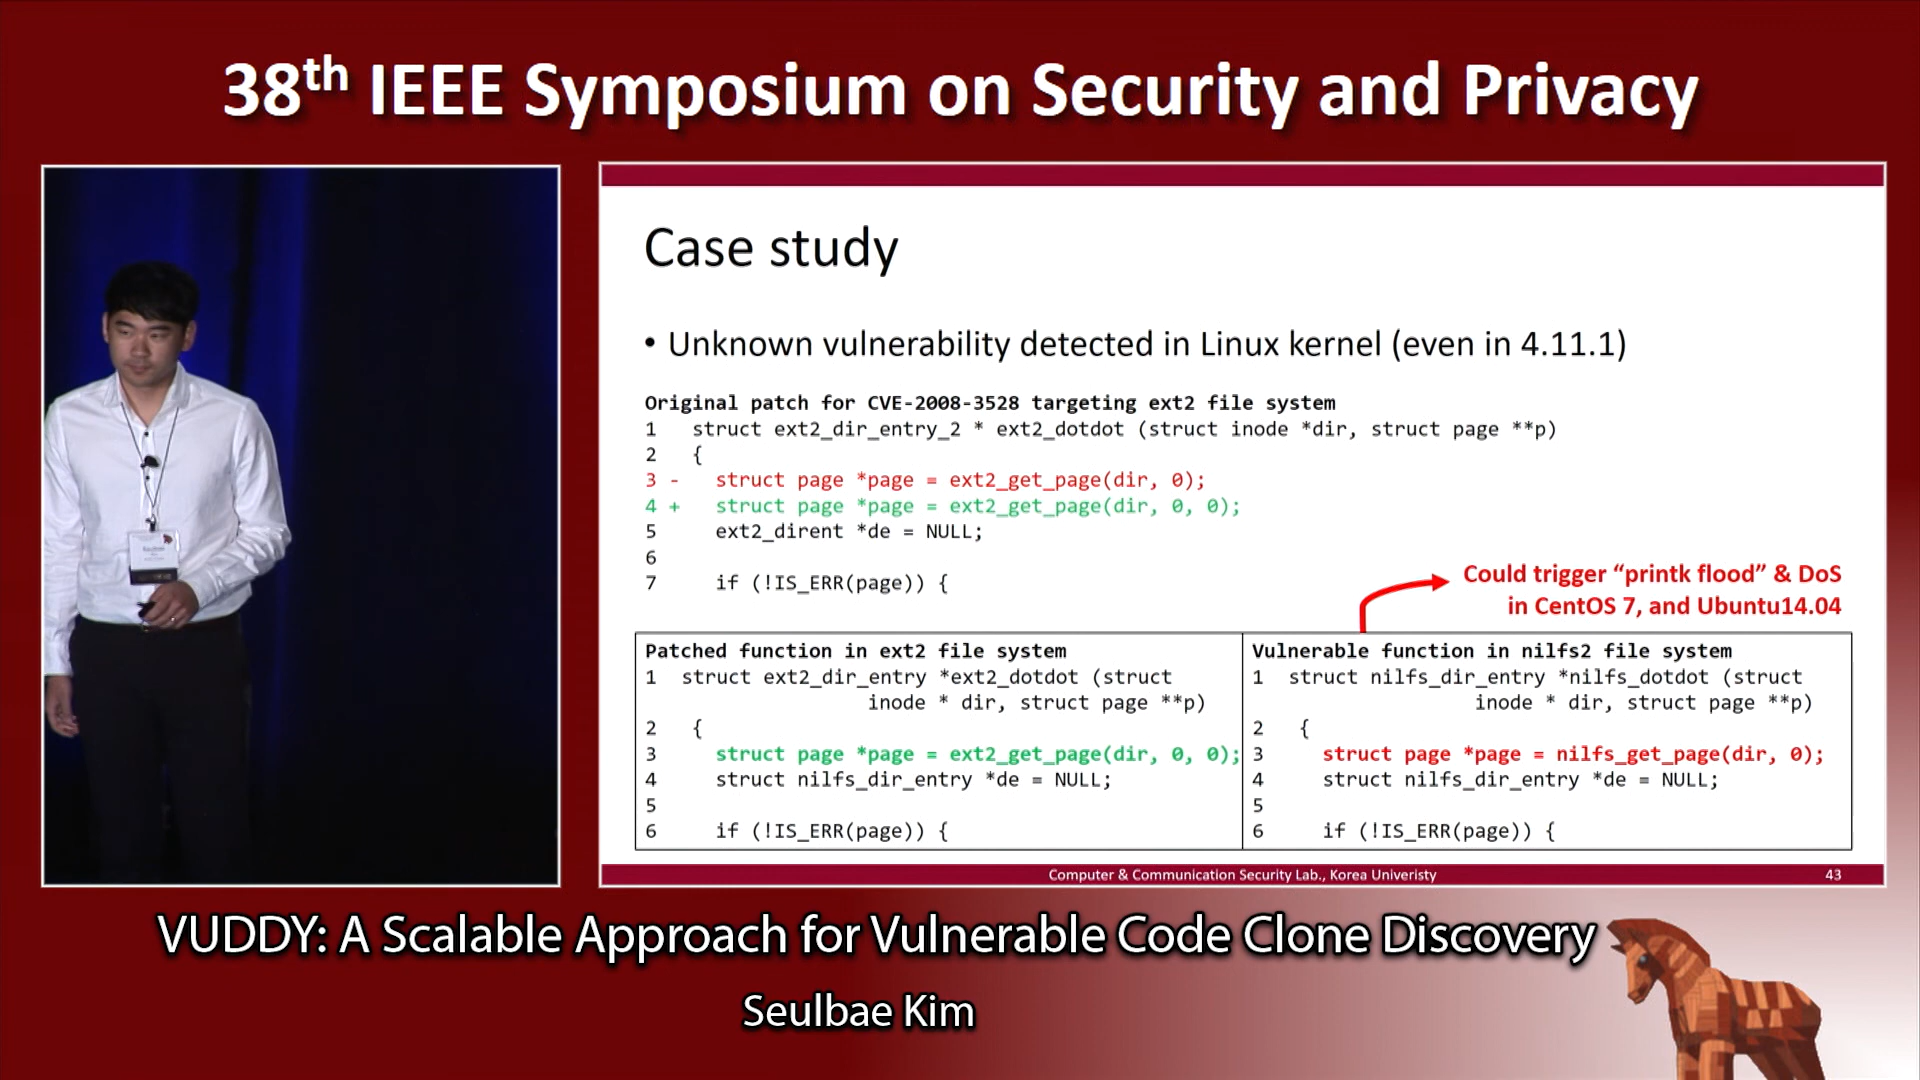 38th IEEE Symposium on Security and Privacy
Case study
• Unknown vulnerability detected in Linux kernel (even in 4.11.1)
Original patch for CVE-2008-3528 targeting ext2 file system
1 struct ext2_dir_entry_2 * ext2_dotdot (struct inode *dir, struct page **p)
2 {
3 - struct page *page = ext2_get_page(dir, 0);
4 + struct page *page = ext2_get_page(dir, 0, 0);
5 ext2_dirent *de = NULL;
6
7 if (!IS_ERR(page)) {
Could trigger “printk flood” & DoS
in CentOS 7, and Ubuntu14.04
Patched function in ext2 file system
1 struct ext2_dir_entry *ext2_dotdot (struct
inode * dir, struct page **p)
2 {
3 struct page *page = ext2_get_page(dir, 0, 0);
4 struct nilfs_dir_entry *de = NULL;
5
6 if (!IS_ERR(page)) {
Vulnerable function in nilfs2 file system
1 struct nilfs_dir_entry *nilfs_dotdot (struct
inode * dir, struct page **p)
2 {
3 struct page *page = nilfs_get_page(dir, 0);
4 struct nilfs_dir_entry *de = NULL;
5
6 if (!IS_ERR(page)) {
Computer & Communication Security Lab., Korea Univeristy
43
VUDDY: A Scalable Approach for Vulnerable Code Clone Discovery
Seulbae Kim